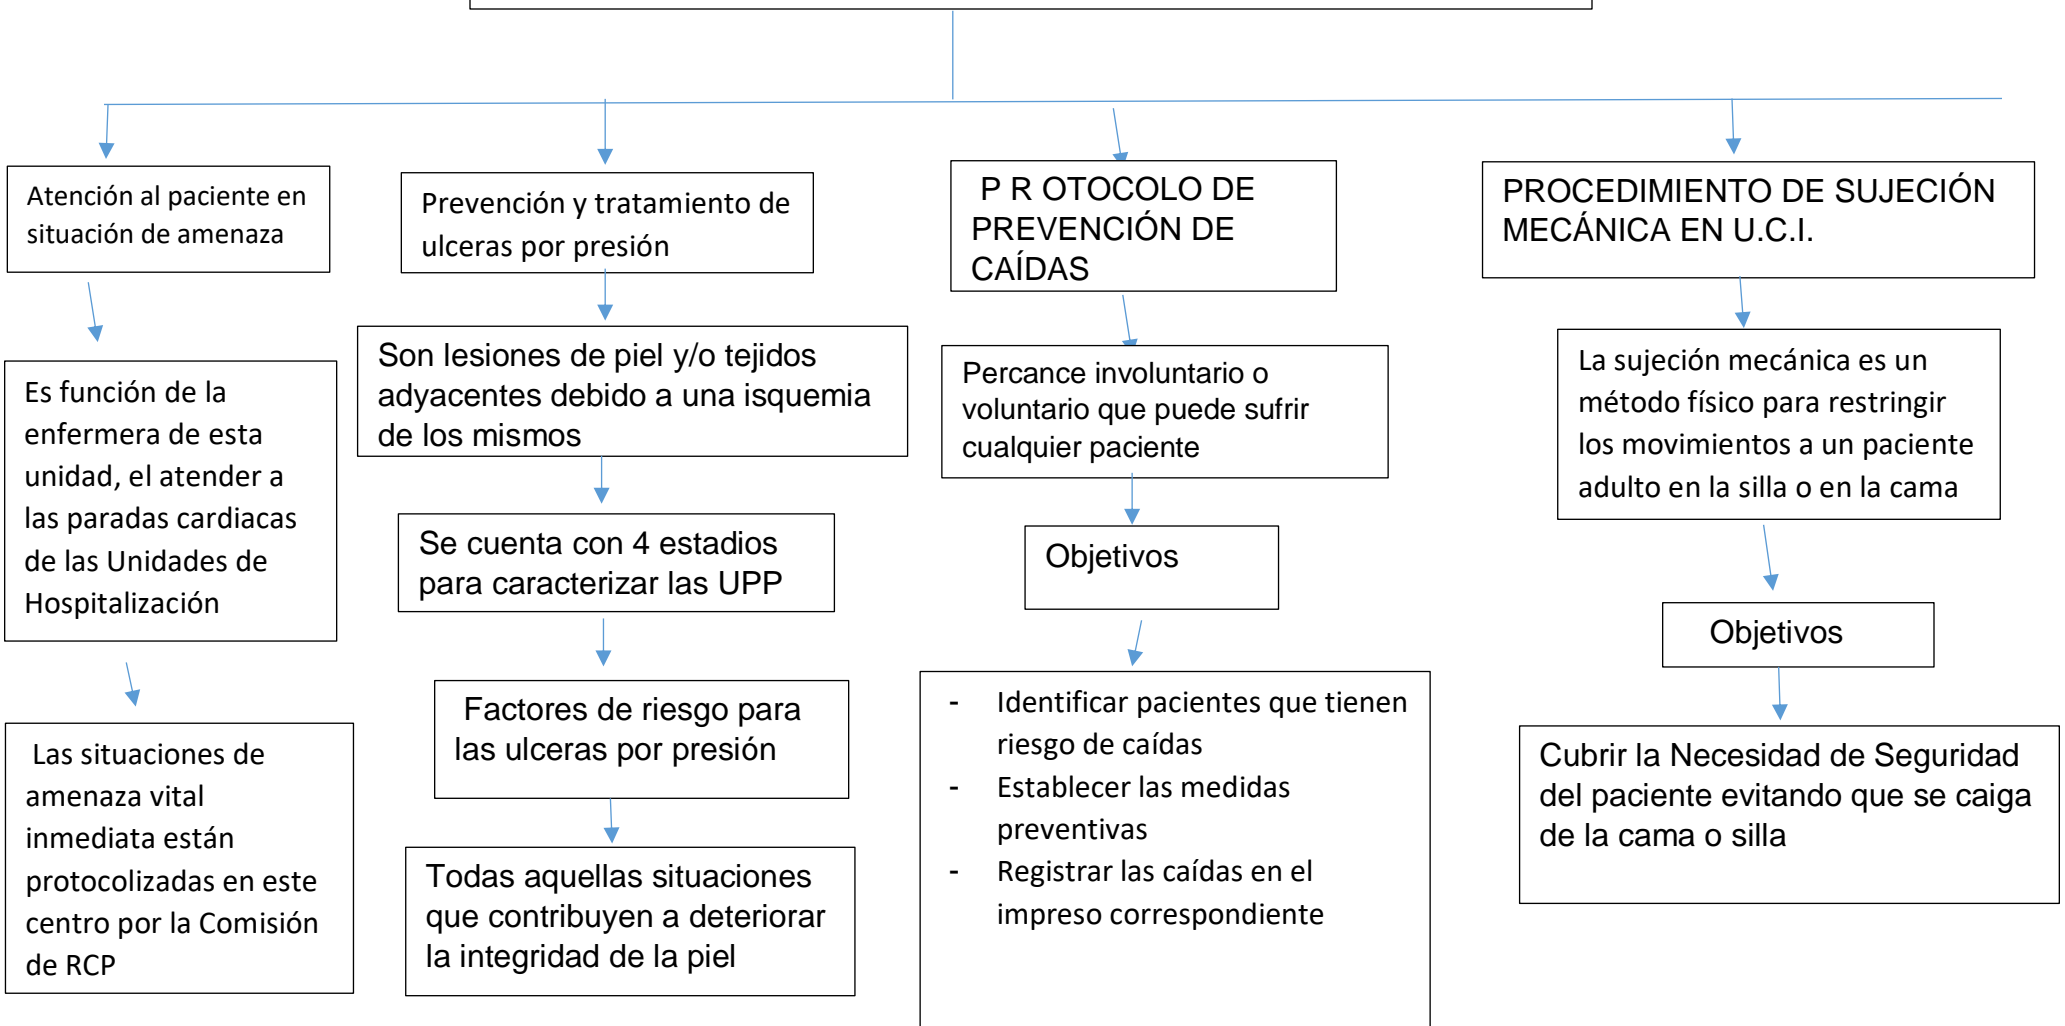 Atención al paciente en
situación de amenaza
Es función de la
enfermera de esta
unidad, el atender a
las paradas cardiacas
de las Unidades de
Hospitalización
Las situaciones de
amenaza vital
inmediata están
protocolizadas en este
centro por la Comisión
de RCP
Prevención y tratamiento de
ulceras por presión
Son lesiones de piel y/o tejidos
adyacentes debido a una isquemia
de los mismos
Se cuenta con 4 estadios
para caracterizar las UPP
Factores de riesgo para
las ulceras por presión
Todas aquellas situaciones
que contribuyen a deteriorar
la integridad de la piel
P R OTOCOLO DE
PREVENCIÓN DE
CAÍDAS
Percance involuntario o
voluntario que puede sufrir
cualquier paciente
Objetivos
- Identificar pacientes que tienen
riesgo de caídas
- Establecer las medidas
preventivas
- Registrar las caídas en el
impreso correspondiente
PROCEDIMIENTO DE SUJECIÓN
MECÁNICA EN U.C.I.
La sujeción mecánica es un
método físico para restringir
los movimientos a un paciente
adulto en la silla o en la cama
Objetivos
Cubrir la Necesidad de Seguridad
del paciente evitando que se caiga
de la cama o silla